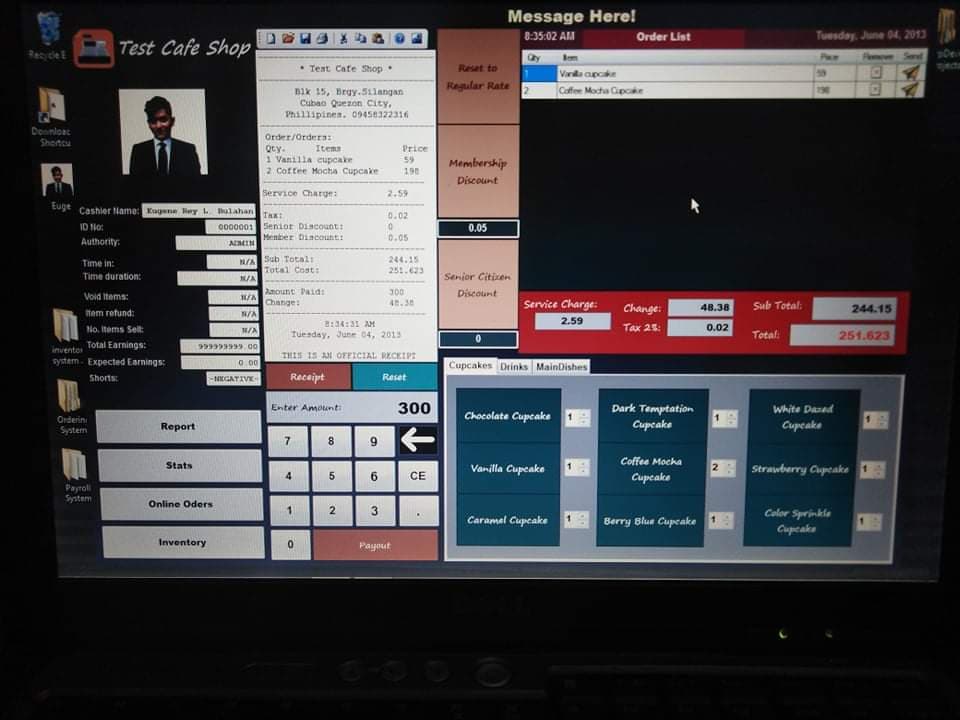 Message Here!
Recycle B
Test Cafe Shop
8:35:02 AM
Order List
Tuesday, June 04, 2013
Qty Item Price Remove Send
1 Vanilla cupcake 59
2 Coffee Mocha Cupcake 198
Downloac
Shortcu
Euge
inventor
system
Ordering
System
Payroll
System
Cashier Name: Eugene Rey L. Bulahan
ID No: 0000001
Authority: ADMIN
Time in: N/A
Time duration: N/A
Void Items: N/A
Item refund: N/A
No. Items Sell: N/A
Total Earnings: 999999999.00
Expected Earnings: 0.00
Shorts: -NEGATIVE-
Report
Stats
Online Oders
Inventory
* Test Cafe Shop *
Blk 15, Brgy.Silangan
Cubao Quezon City,
Phillipines. 09458322316
Order/Orders:
Qty. Items Price
1 Vanilla cupcake 59
2 Coffee Mocha Cupcake 198
Service Charge: 2.59
Tax: 0.02
Senior Discount: 0
Member Discount: 0.05
Sub Total: 244.15
Total Cost: 251.623
Amount Paid: 300
Change: 48.38
8:34:31 AM
Tuesday, June 04, 2013
THIS IS AN OFFICIAL RECEIPT
Receipt
Reset
Enter Amount: 300
7 8 9
4 5 6 CE
1 2 3 .
0 Payout
Reset to
Regular Rate
Membership
Discount
0.05
Senior Citizen
Discount
0
Service Charge:
2.59
Change: 48.38
Tax 2%: 0.02
Sub Total: 244.15
Total: 251.623
Cupcakes Drinks MainDishes
Chocolate Cupcake 1
Dark Temptation
Cupcake 1
White Dazed
Cupcake 1
Vanilla Cupcake 1
Coffee Mocha
Cupcake 2
Strawberry Cupcake 1
Caramel Cupcake 1
Berry Blue Cupcake 1
Color Sprinkle
Cupcake 1